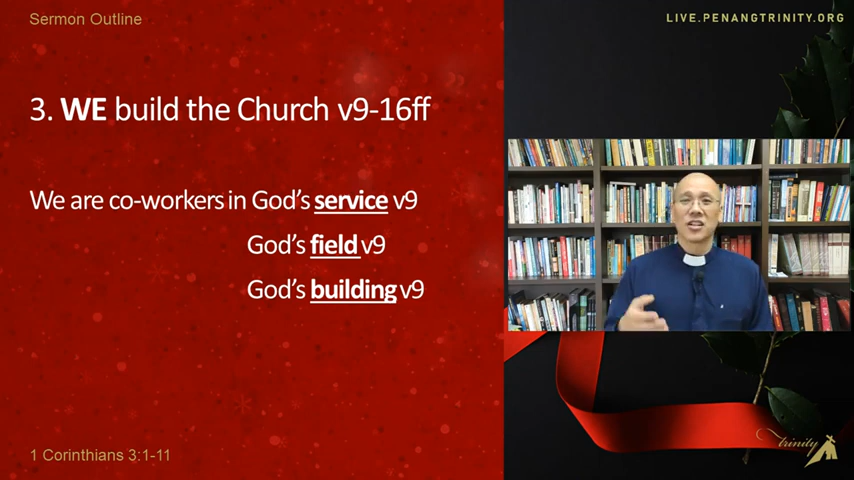 Sermon Outline
LIVE.PENANGTRINITY.ORG
3. WE build the Church v9-16ff
We are co-workers in God's service v9
God's field v9
God's building v9
1 Corinthians 3:1-11
trinity